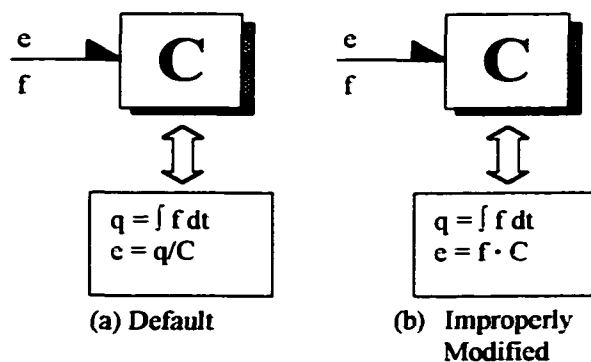 e
f
C
q = ∫ f dt
e = q/C
(a) Default
e
f
C
q = ∫ f dt
e = f · C
(b) Improperly
Modified